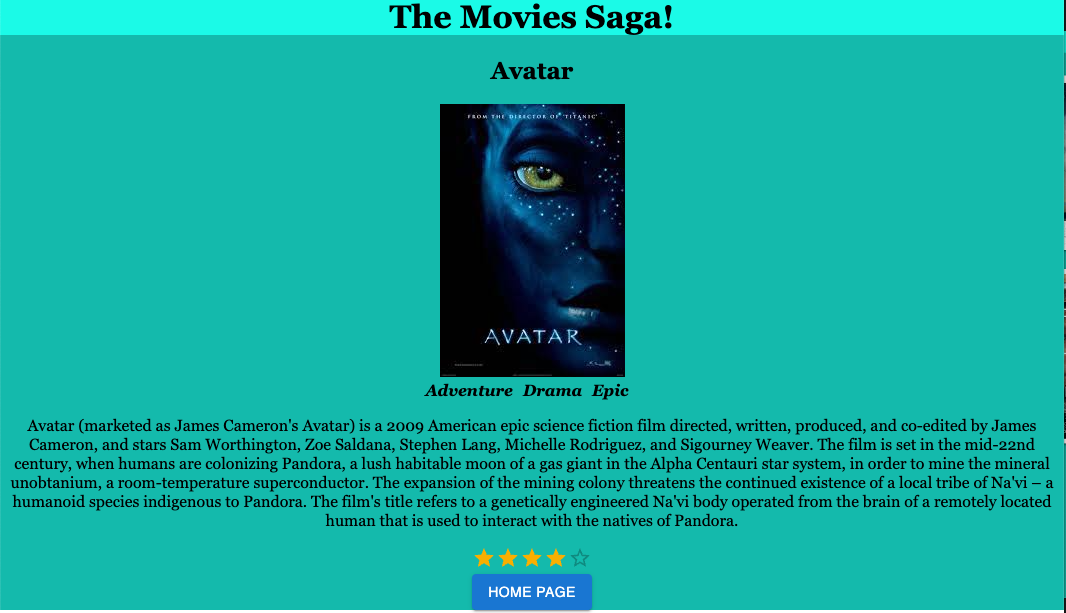 The Movies Saga!
Avatar
FROM THE DIRECTOR OF 'TITANIC'
AVATAR
Adventure Drama Epic
Avatar (marketed as James Cameron's Avatar) is a 2009 American epic science fiction film directed, written, produced, and co-edited by James
Cameron, and stars Sam Worthington, Zoe Saldana, Stephen Lang, Michelle Rodriguez, and Sigourney Weaver. The film is set in the mid-22nd
century, when humans are colonizing Pandora, a lush habitable moon of a gas giant in the Alpha Centauri star system, in order to mine the mineral
unobtanium, a room-temperature superconductor. The expansion of the mining colony threatens the continued existence of a local tribe of Na'vi – a
humanoid species indigenous to Pandora. The film's title refers to a genetically engineered Na'vi body operated from the brain of a remotely located
human that is used to interact with the natives of Pandora.
HOME PAGE